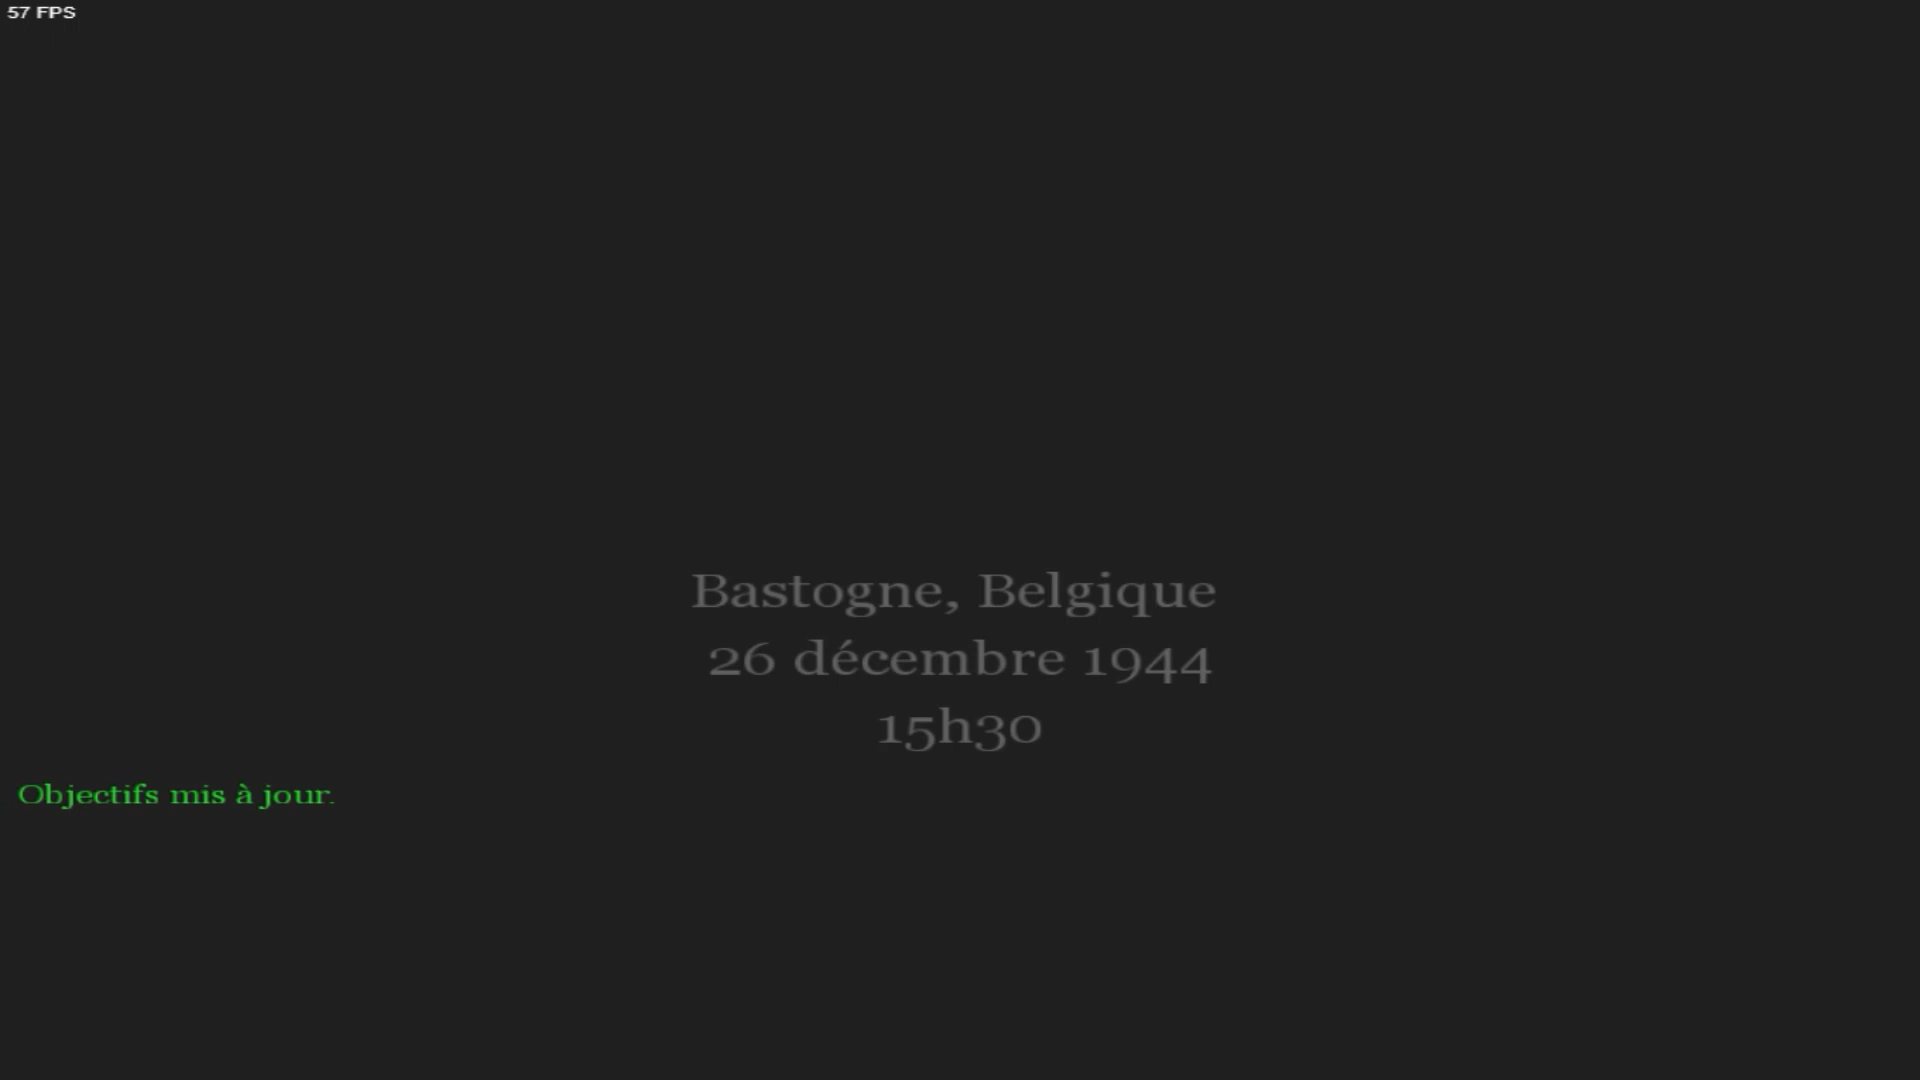 57 FPS
Bastogne, Belgique
26 décembre 1944
15h30
Objectifs mis à jour.